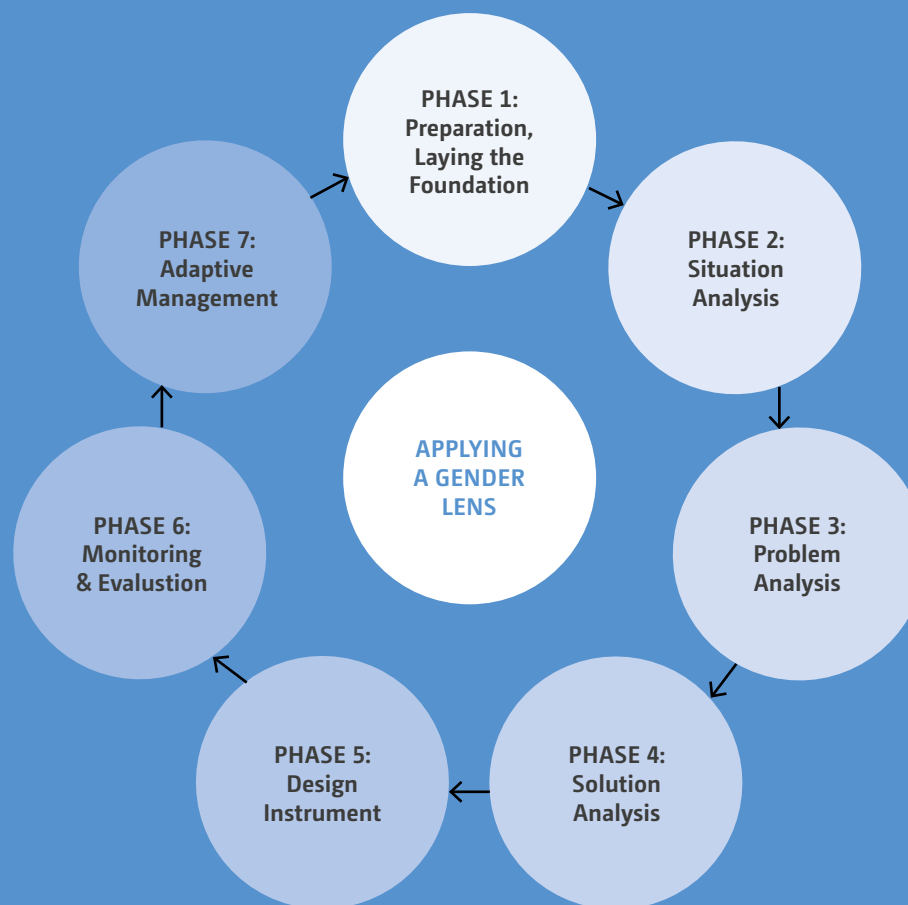 PHASE 1:
Preparation,
Laying the
Foundation
PHASE 2:
Situation
Analysis
PHASE 3:
Problem
Analysis
PHASE 4:
Solution
Analysis
PHASE 5:
Design
Instrument
PHASE 6:
Monitoring
& Evalustion
PHASE 7:
Adaptive
Management
APPLYING
A GENDER
LENS